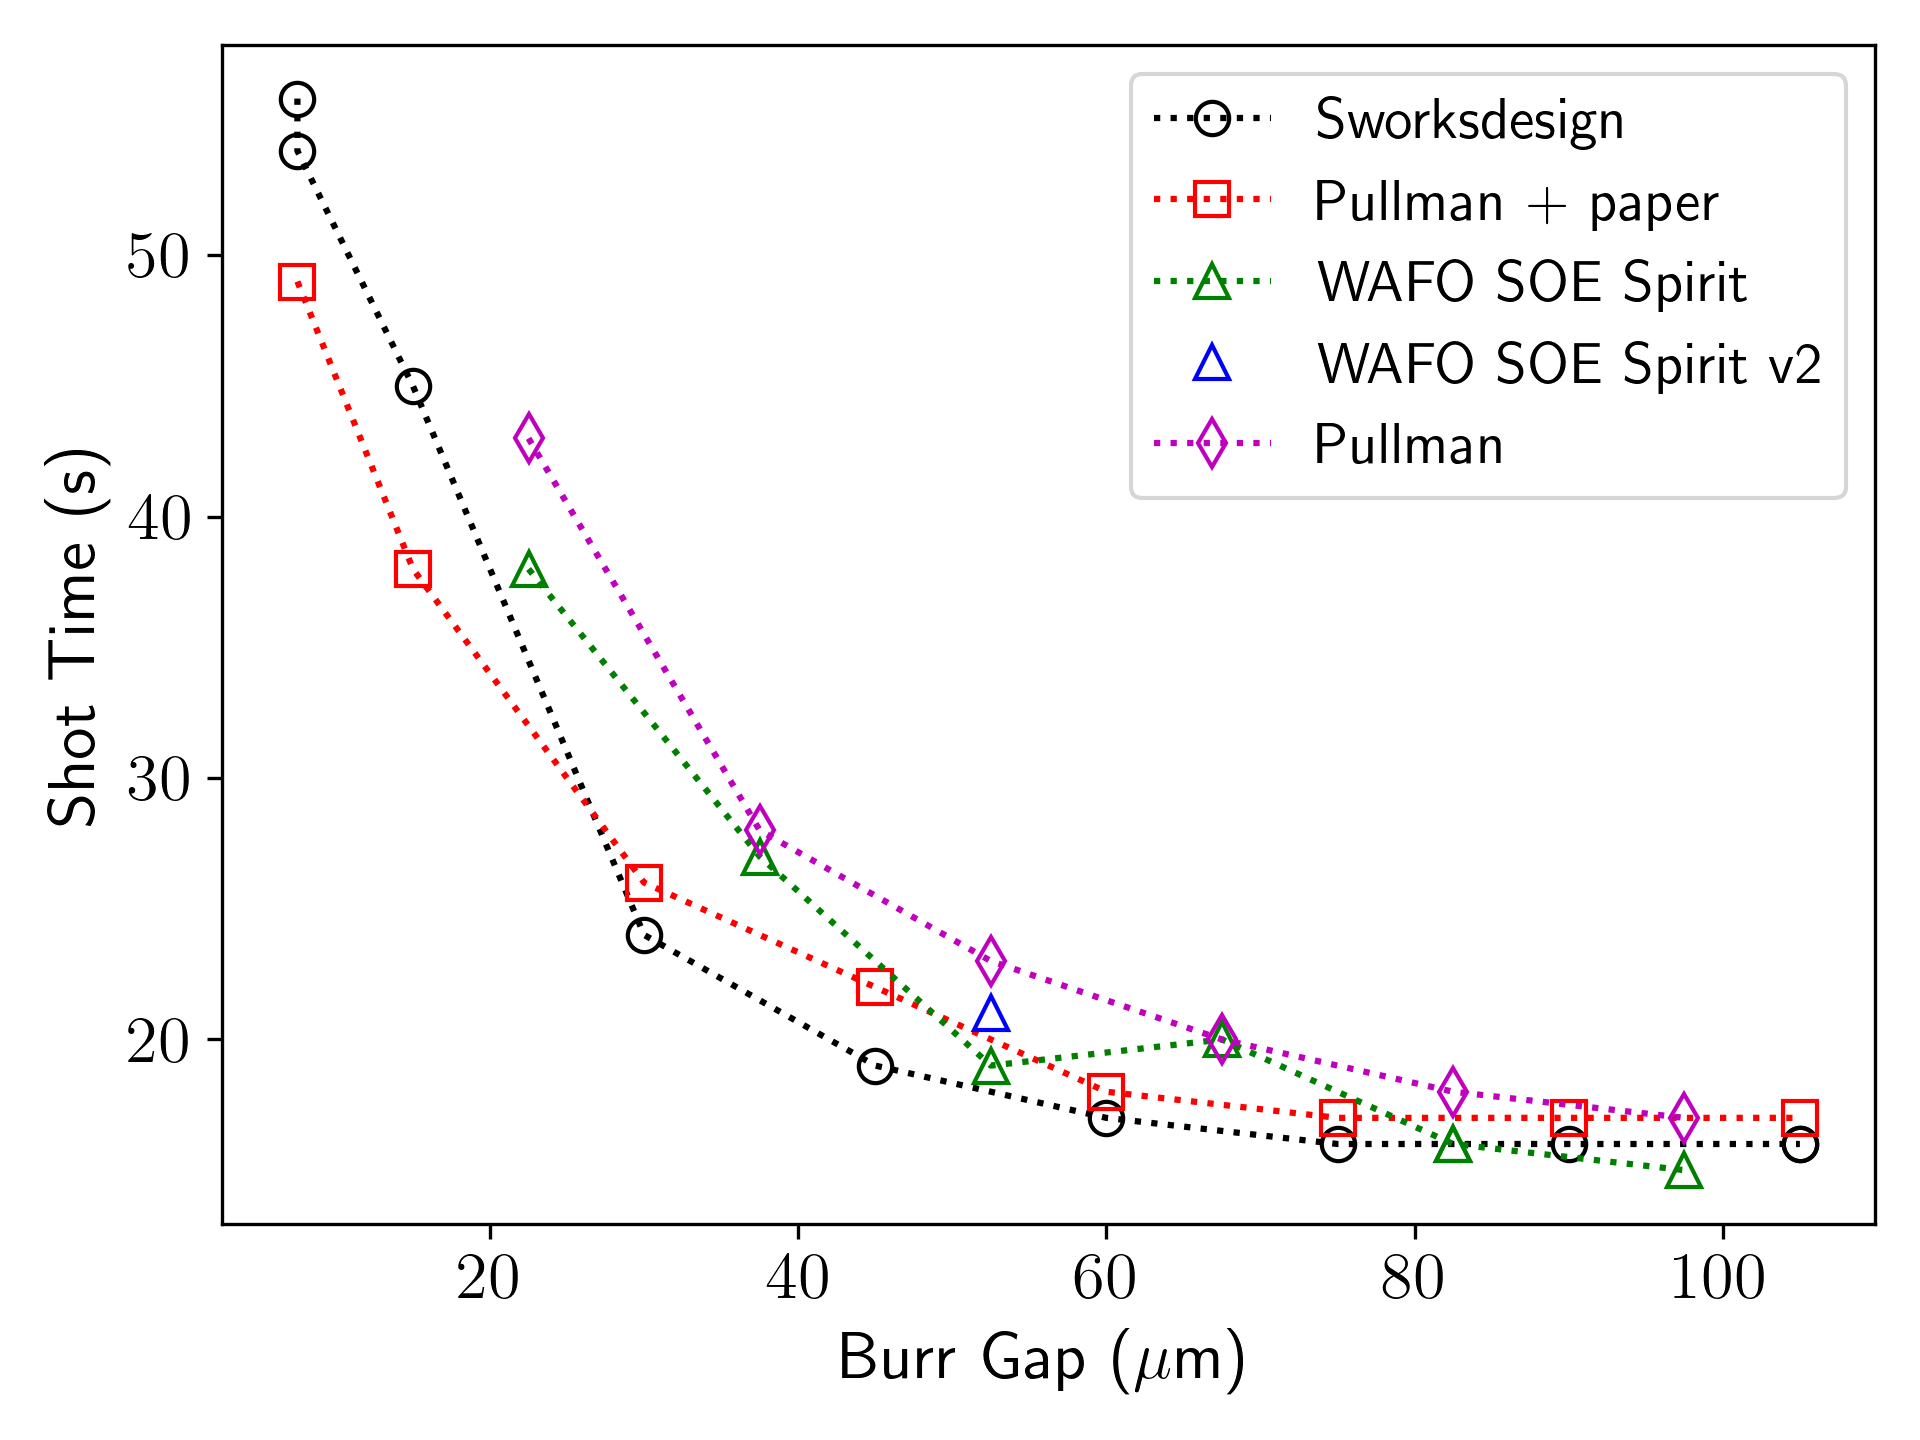 Sworksdesign
Pullman + paper
WAFO SOE Spirit
WAFO SOE Spirit v2
Pullman
50
40
30
20
Shot Time (s)
20 40 60 80 100
Burr Gap (μm)